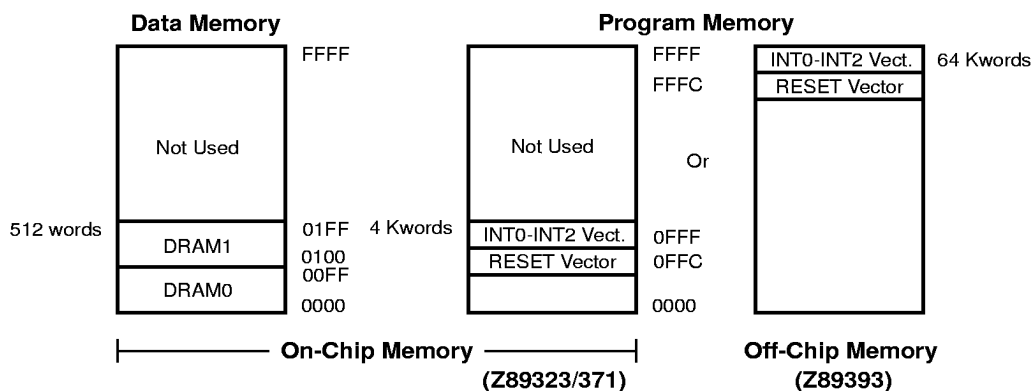 Data Memory
Program Memory
FFFF
FFFF
INT0-INT2 Vect.
64 Kwords
FFFC
RESET Vector
Not Used
Not Used
Or
512 words
01FF
4 Kwords
INT0-INT2 Vect.
0FFF
DRAM1
0100
RESET Vector
0FFC
00FF
DRAM0
0000
0000
On-Chip Memory
Off-Chip Memory
(Z89323/371)
(Z89393)